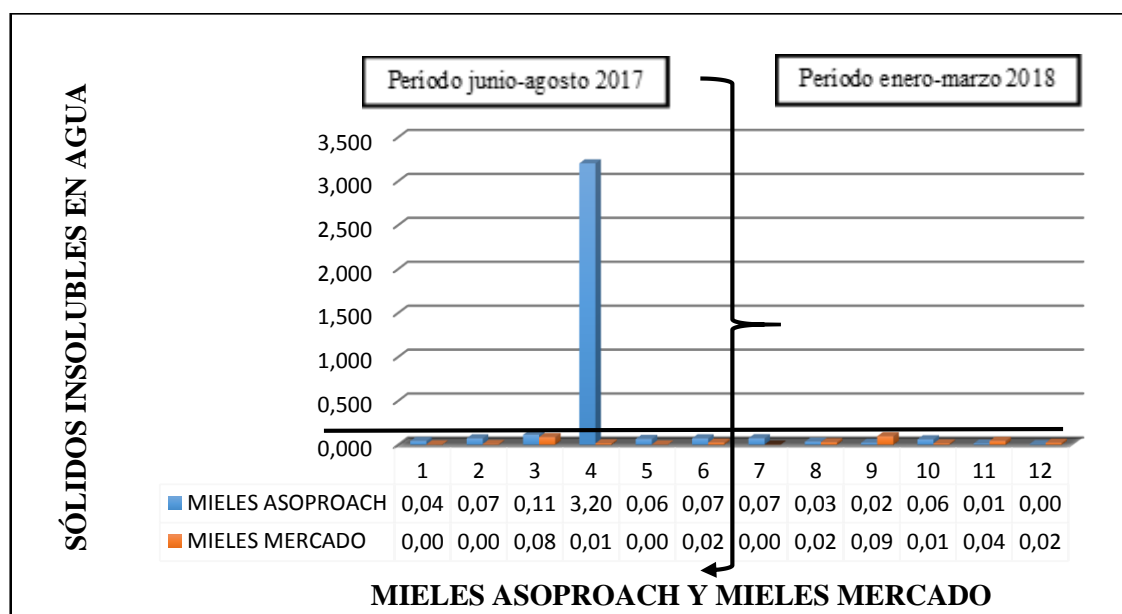 Periodo junio-agosto 2017
Periodo enero-marzo 2018
SÓLIDOS INSOLUBLES EN AGUA
3,500
3,000
2,500
2,000
1,500
1,000
0,500
0,000
1 2 3 4 5 6 7 8 9 10 11 12
MIELES ASOPROACH 0,04 0,07 0,11 3,20 0,06 0,07 0,07 0,03 0,02 0,06 0,01 0,00
MIELES MERCADO 0,00 0,00 0,08 0,01 0,00 0,02 0,00 0,02 0,09 0,01 0,04 0,02
MIELES ASOPROACH Y MIELES MERCADO